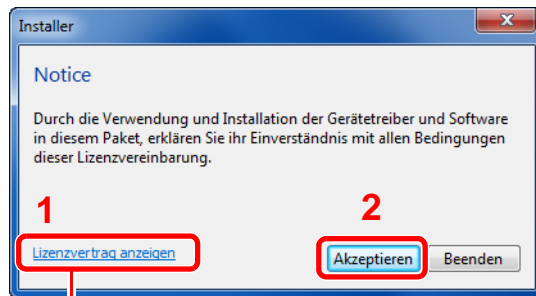 Installer
Notice
Durch die Verwendung und Installation der Gerätetreiber und Software
in diesem Paket, erklären Sie ihr Einverständnis mit allen Bedingungen
dieser Lizenzvereinbarung.
1
2
Lizenzvertrag anzeigen
Akzeptieren
Beenden